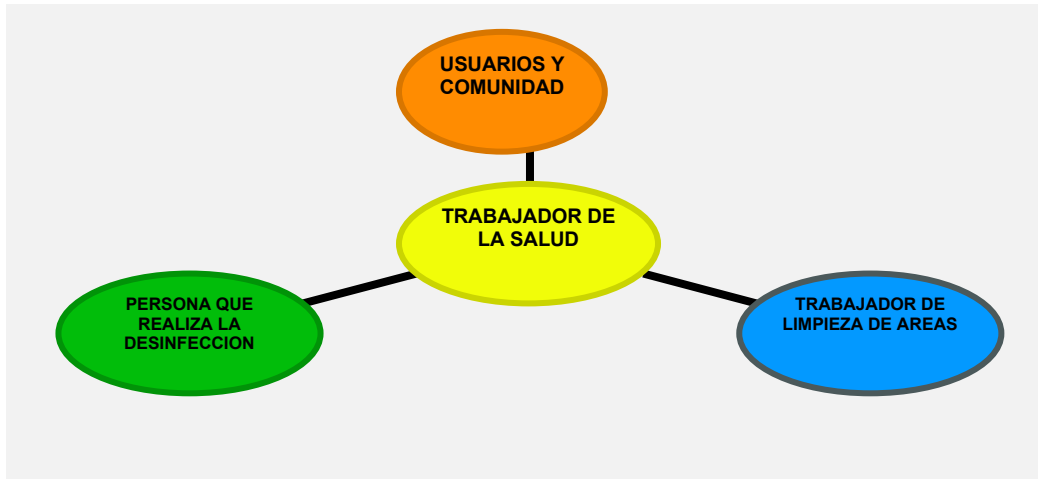 USUARIOS Y
COMUNIDAD
TRABAJADOR DE
LA SALUD
PERSONA QUE
REALIZA LA
DESINFECCION
TRABAJADOR DE
LIMPIEZA DE AREAS